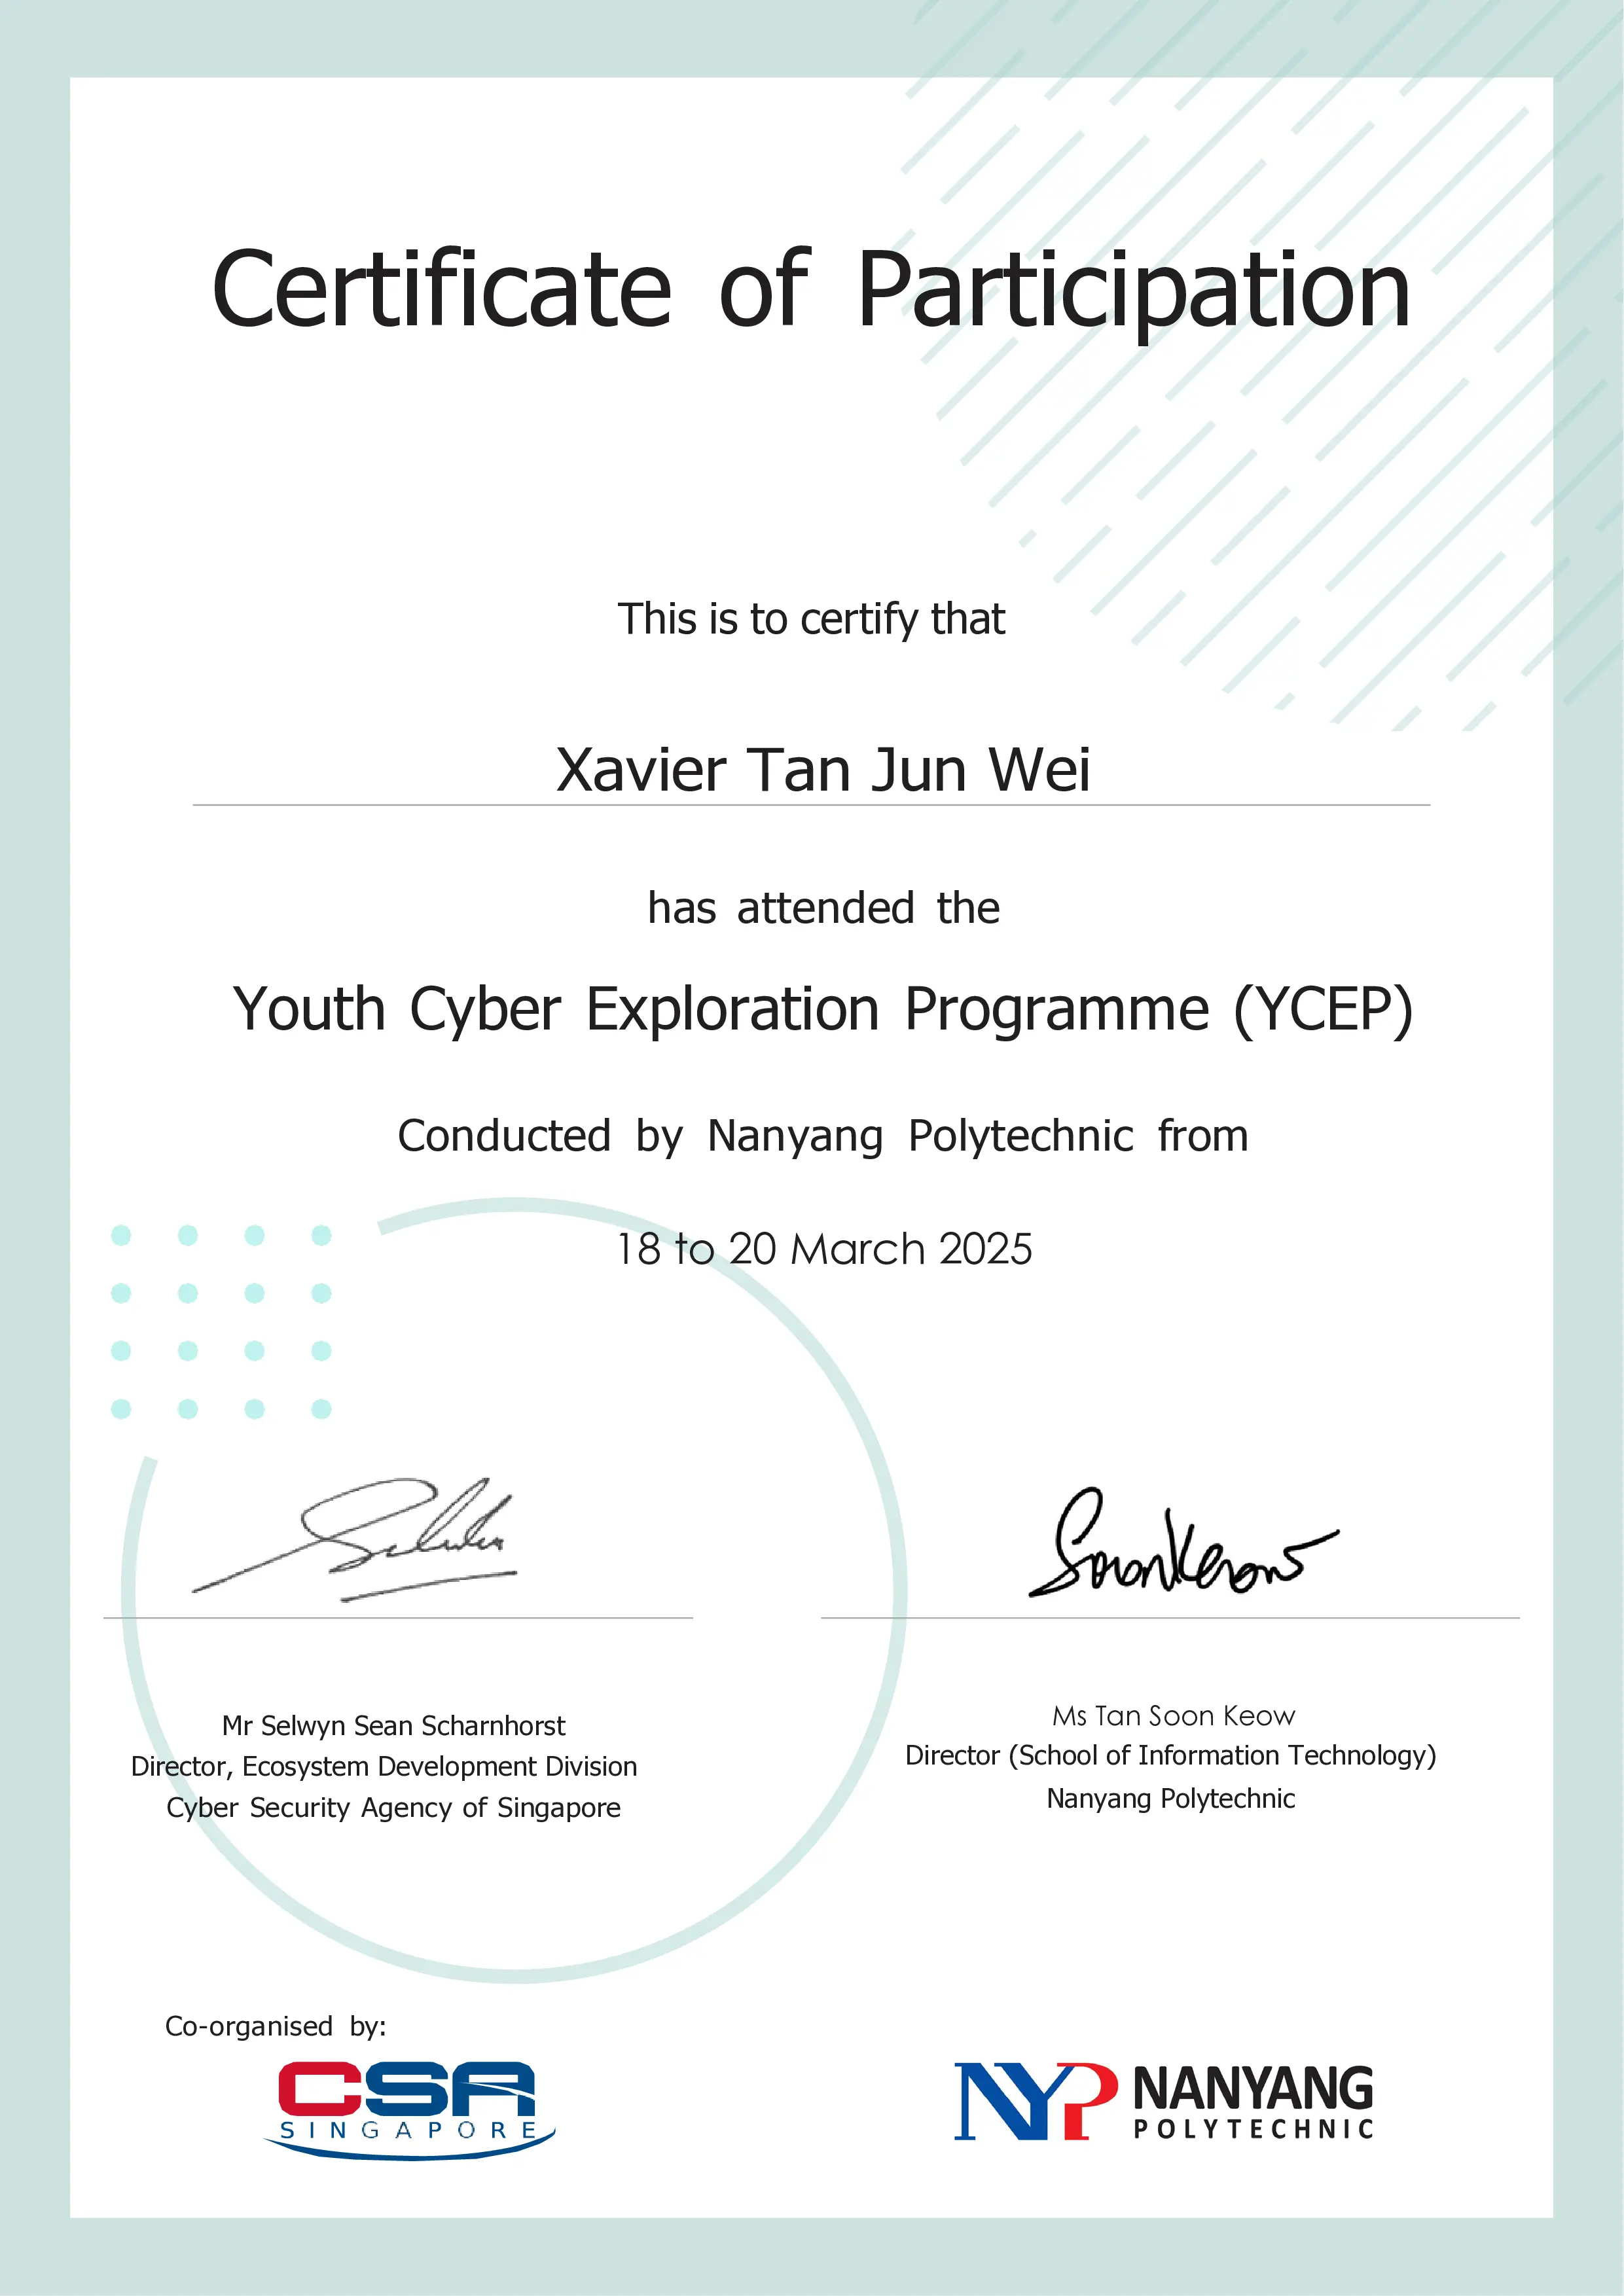 Certificate of Participation
This is to certify that
Xavier Tan Jun Wei
has attended the
Youth Cyber Exploration Programme (YCEP)
Conducted by Nanyang Polytechnic from
18 to 20 March 2025
Selwyn
SoonKeow
Mr Selwyn Sean Scharnhorst
Director, Ecosystem Development Division
Cyber Security Agency of Singapore
Ms Tan Soon Keow
Director (School of Information Technology)
Nanyang Polytechnic
Co-organised by:
CSA
SINGAPORE
NYP NANYANG
POLYTECHNIC